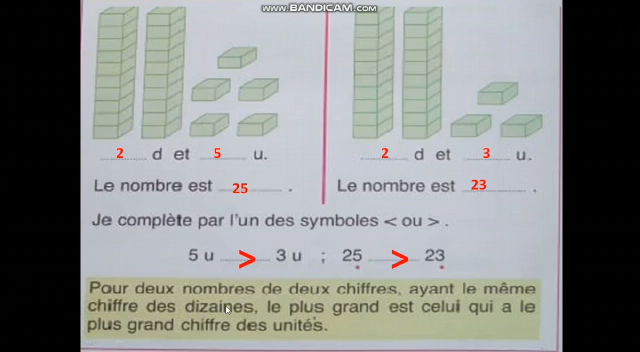 WWW.BANDICAM.COM
2 d et 5 u. 2 d et 3 u.
Le nombre est 25 . Le nombre est 23 .
Je complète par l'un des symboles < ou > .
5 u > 3 u ; 25 > 23
Pour deux nombres de deux chiffres, ayant le même
chiffre des dizaines, le plus grand est celui qui a le
plus grand chiffre des unités.